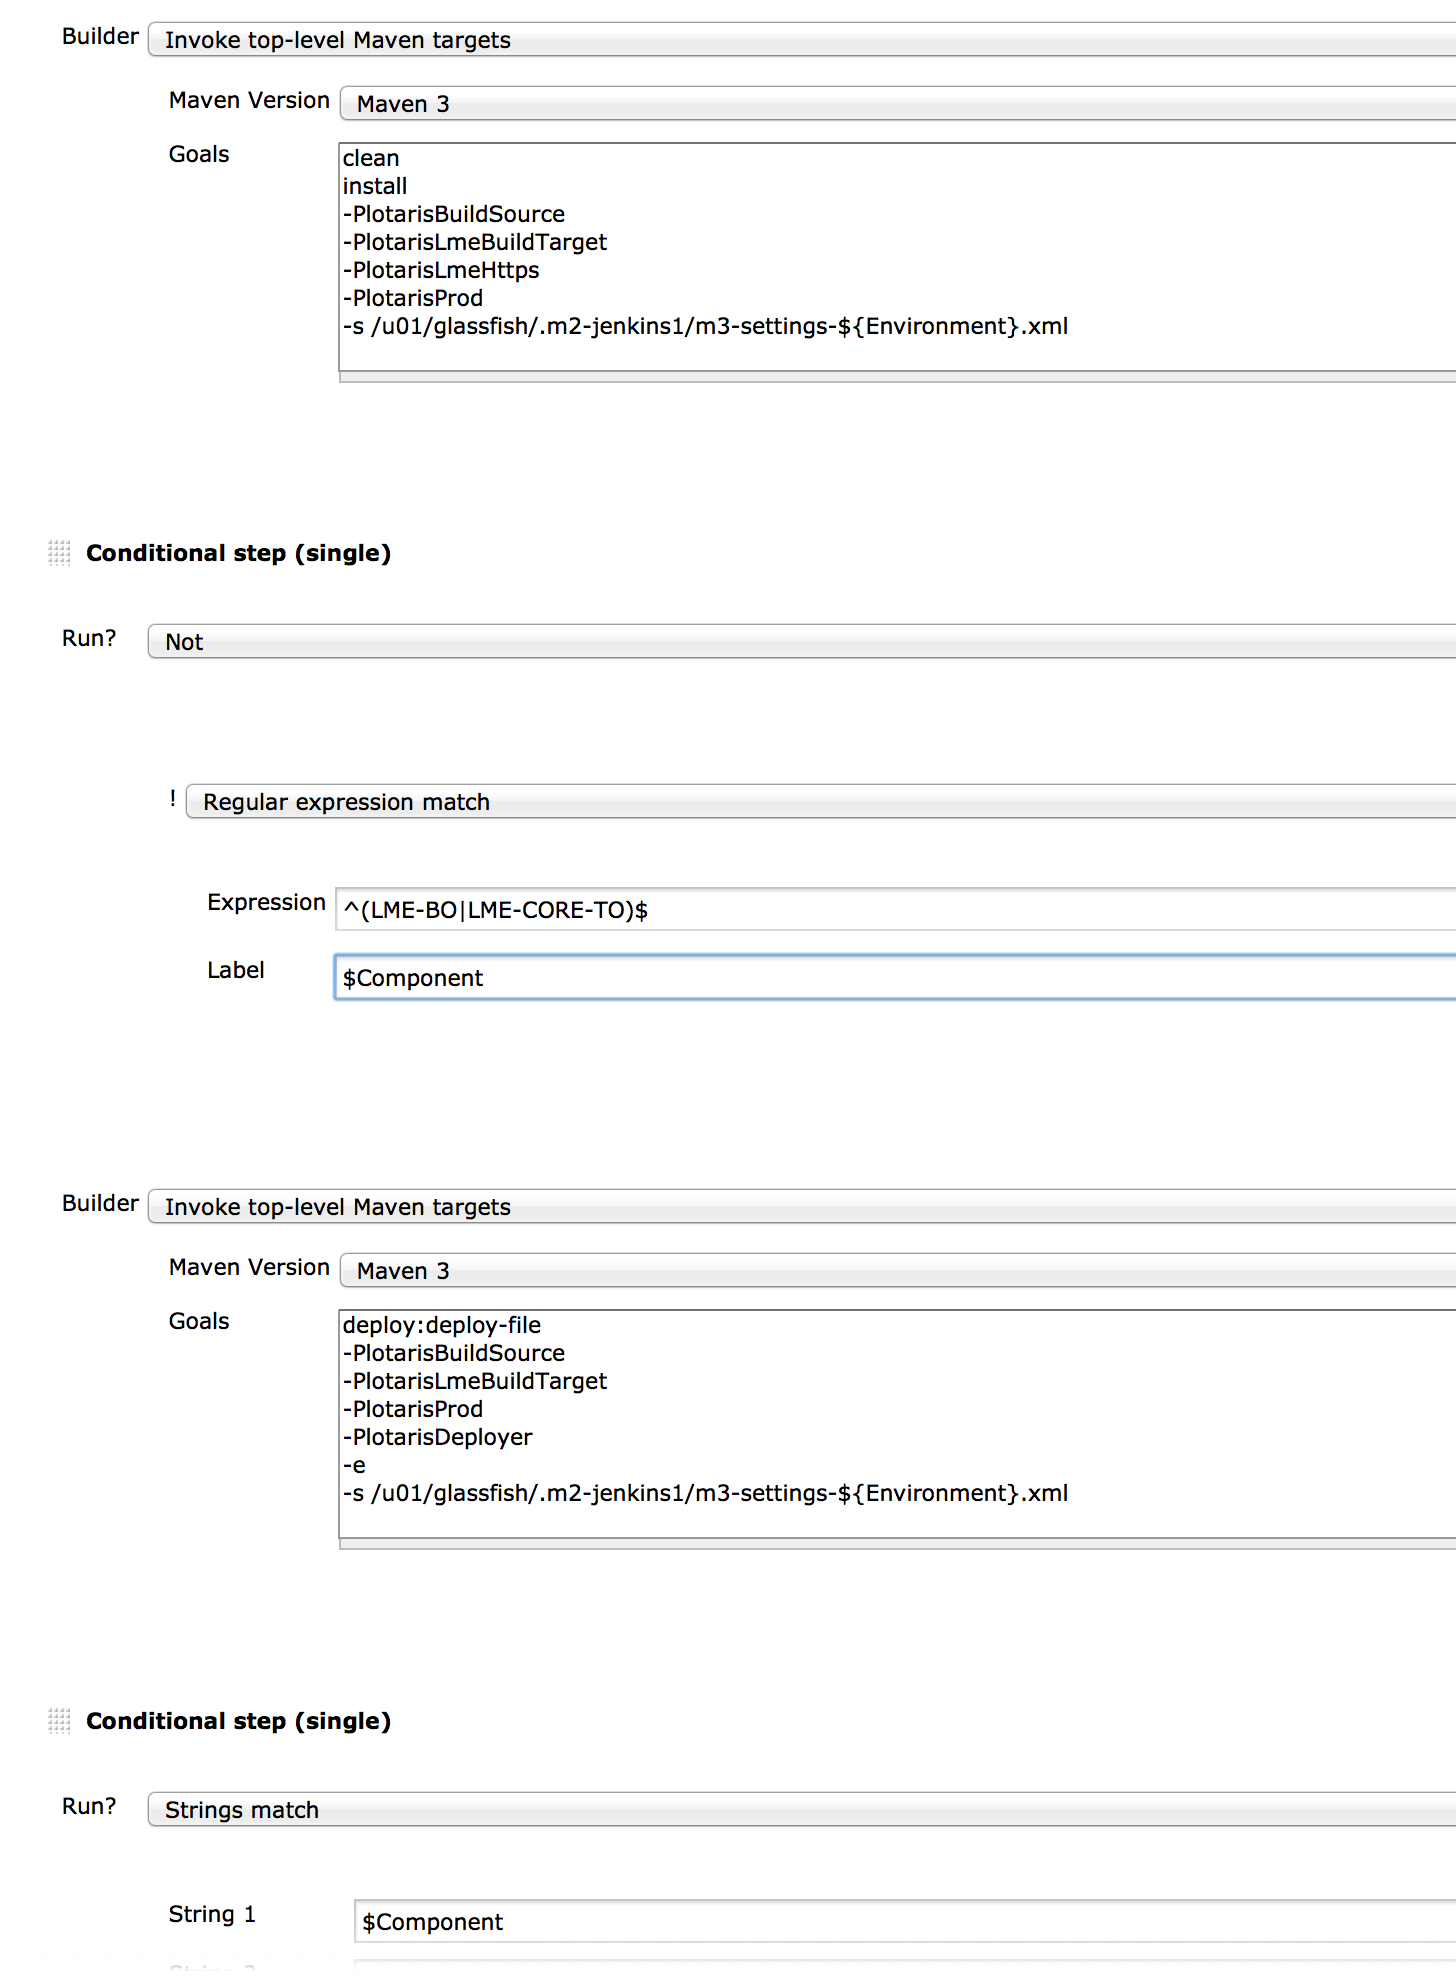 Builder Invoke top-level Maven targets
Maven Version Maven 3
Goals clean
install
-PlotarisBuildSource
-PlotarisLmeBuildTarget
-PlotarisLmeHttps
-PlotarisProd
-s /u01/glassfish/.m2-jenkins1/m3-settings-${Environment}.xml
Conditional step (single)
Run? Not
! Regular expression match
Expression ^(LME-BO|LME-CORE-TO)$
Label $Component
Builder Invoke top-level Maven targets
Maven Version Maven 3
Goals deploy:deploy-file
-PlotarisBuildSource
-PlotarisLmeBuildTarget
-PlotarisProd
-PlotarisDeployer
-e
-s /u01/glassfish/.m2-jenkins1/m3-settings-${Environment}.xml
Conditional step (single)
Run? Strings match
String 1 $Component